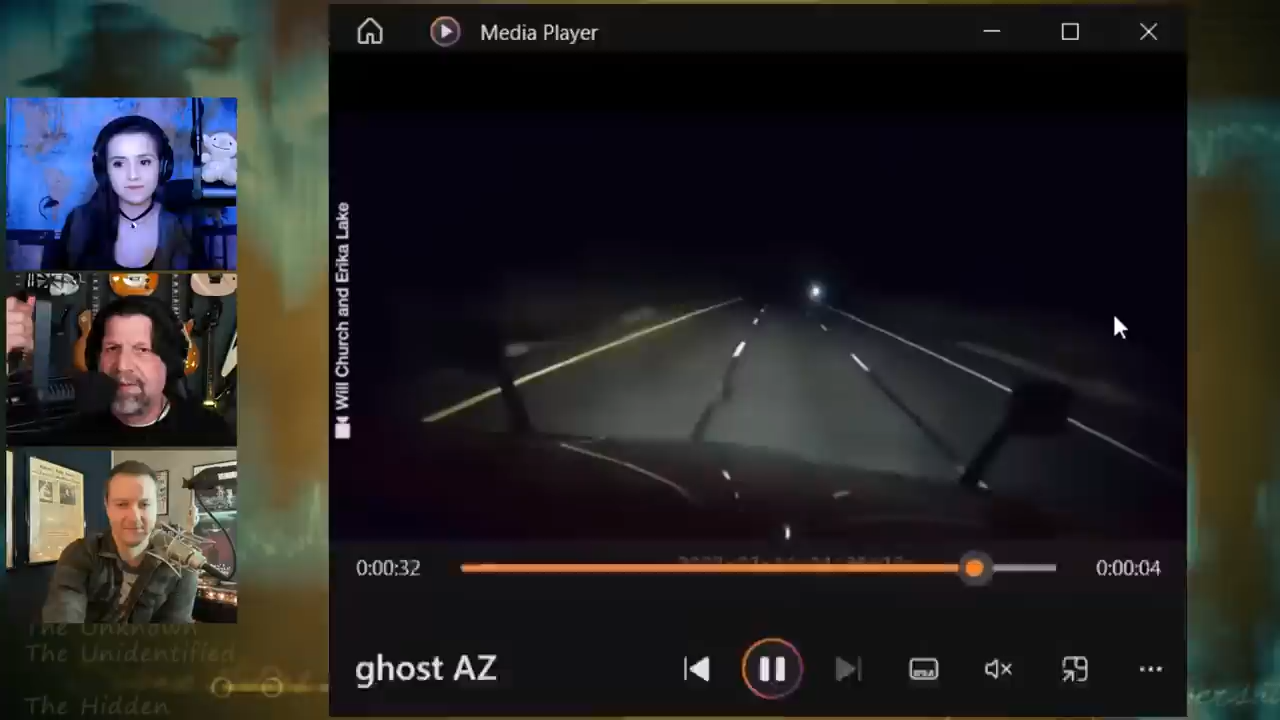 Media Player
Will Church and Erika Lake
0:00:32
0:00:04
ghost AZ
The Unknown
The Unidentified
The Hidden